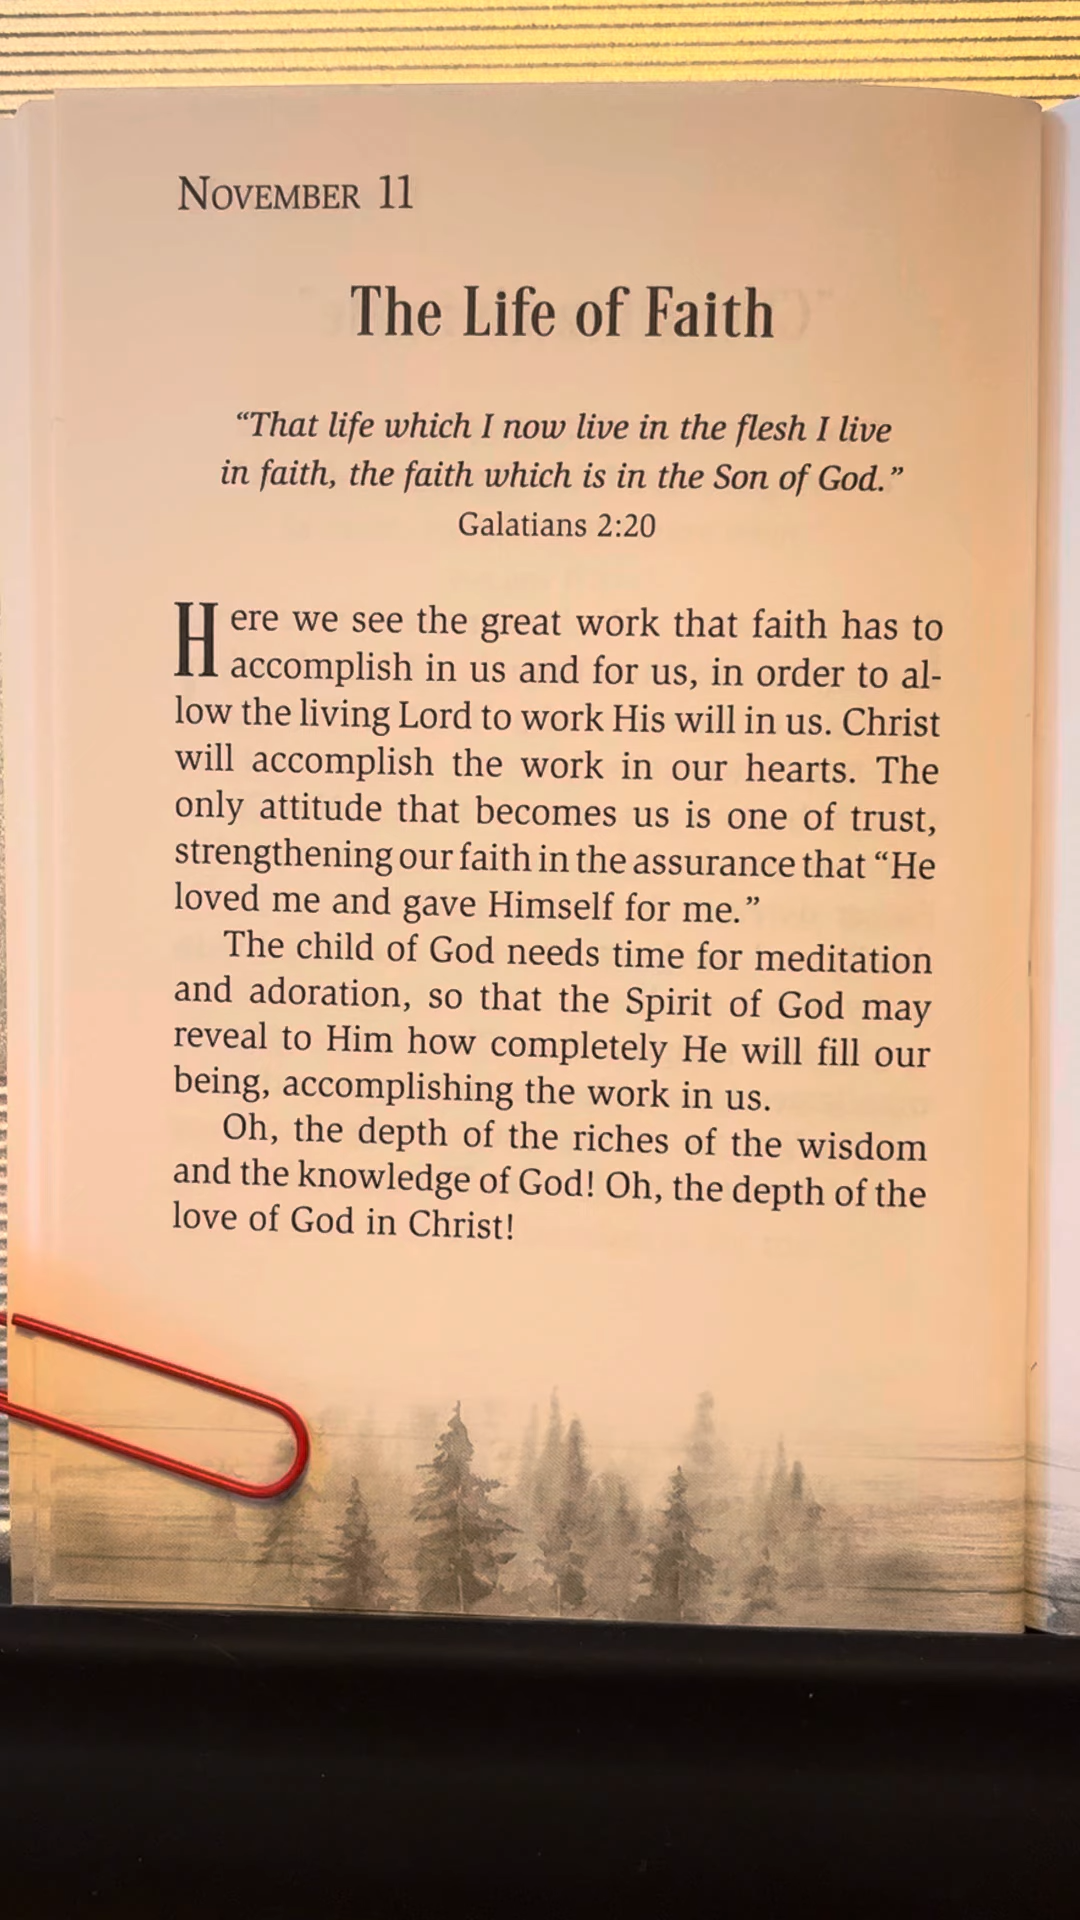 NOVEMBER 11
The Life of Faith
“That life which I now live in the flesh I live
in faith, the faith which is in the Son of God.”
Galatians 2:20
Here we see the great work that faith has to
accomplish in us and for us, in order to al-
low the living Lord to work His will in us. Christ
will accomplish the work in our hearts. The
only attitude that becomes us is one of trust,
strengthening our faith in the assurance that “He
loved me and gave Himself for me.”
The child of God needs time for meditation
and adoration, so that the Spirit of God may
reveal to Him how completely He will fill our
being, accomplishing the work in us.
Oh, the depth of the riches of the wisdom
and the knowledge of God! Oh, the depth of the
love of God in Christ!